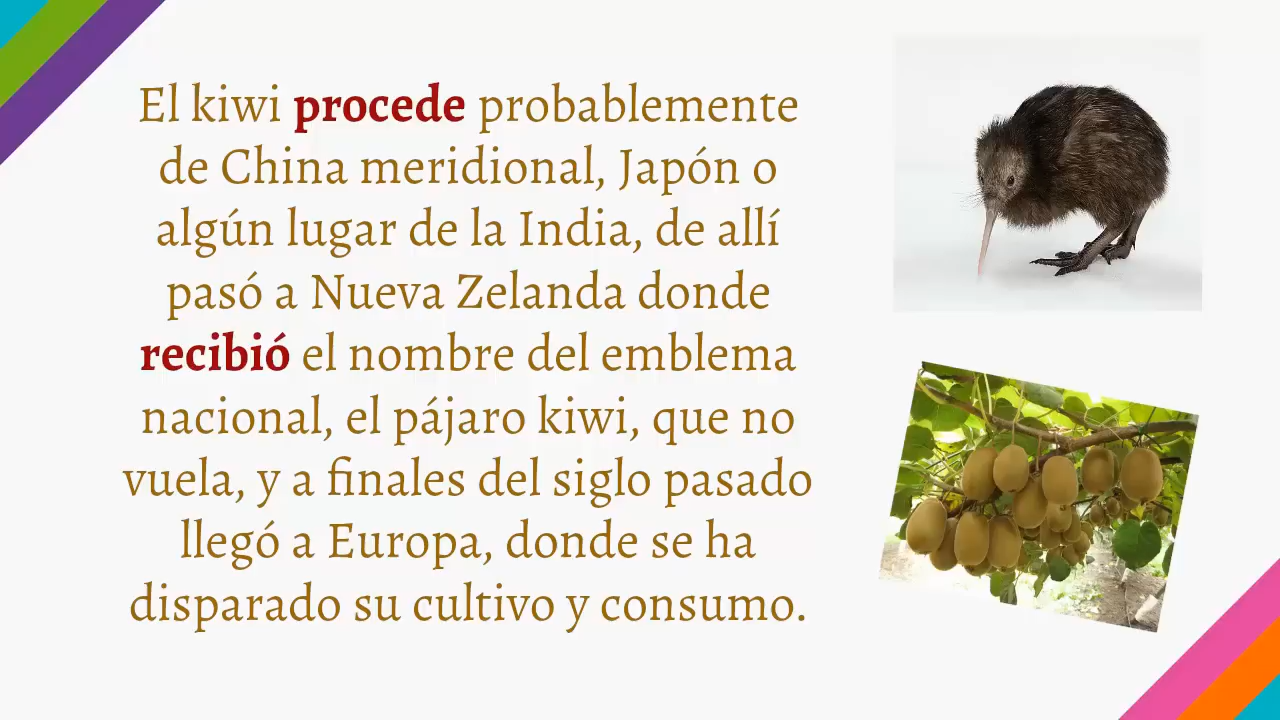 El kiwi procede probablemente
de China meridional, Japón o
algún lugar de la India, de allí
pasó a Nueva Zelanda donde
recibió el nombre del emblema
nacional, el pájaro kiwi, que no
vuela, y a finales del siglo pasado
llegó a Europa, donde se ha
disparado su cultivo y consumo.